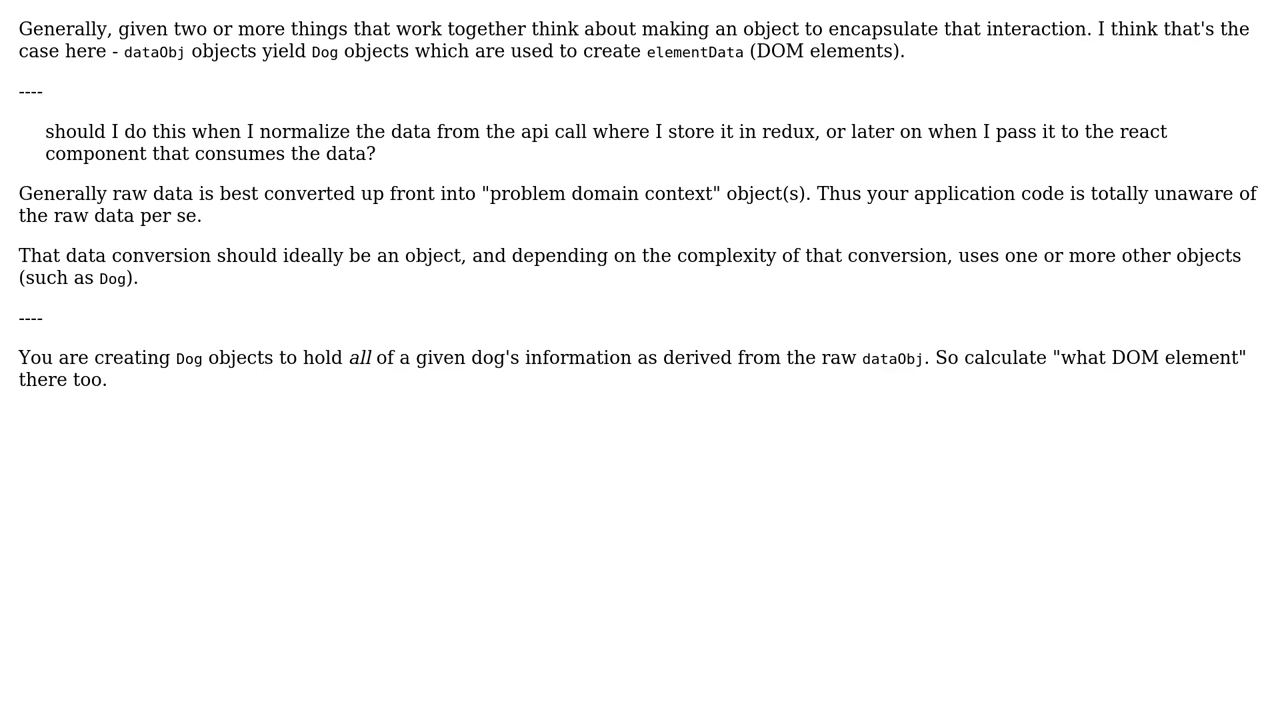 Generally, given two or more things that work together think about making an object to encapsulate that interaction. I think that's the
case here - dataObj objects yield Dog objects which are used to create elementData (DOM elements).
----
should I do this when I normalize the data from the api call where I store it in redux, or later on when I pass it to the react
component that consumes the data?
Generally raw data is best converted up front into "problem domain context" object(s). Thus your application code is totally unaware of
the raw data per se.
That data conversion should ideally be an object, and depending on the complexity of that conversion, uses one or more other objects
(such as Dog).
----
You are creating Dog objects to hold all of a given dog's information as derived from the raw dataObj. So calculate "what DOM element"
there too.